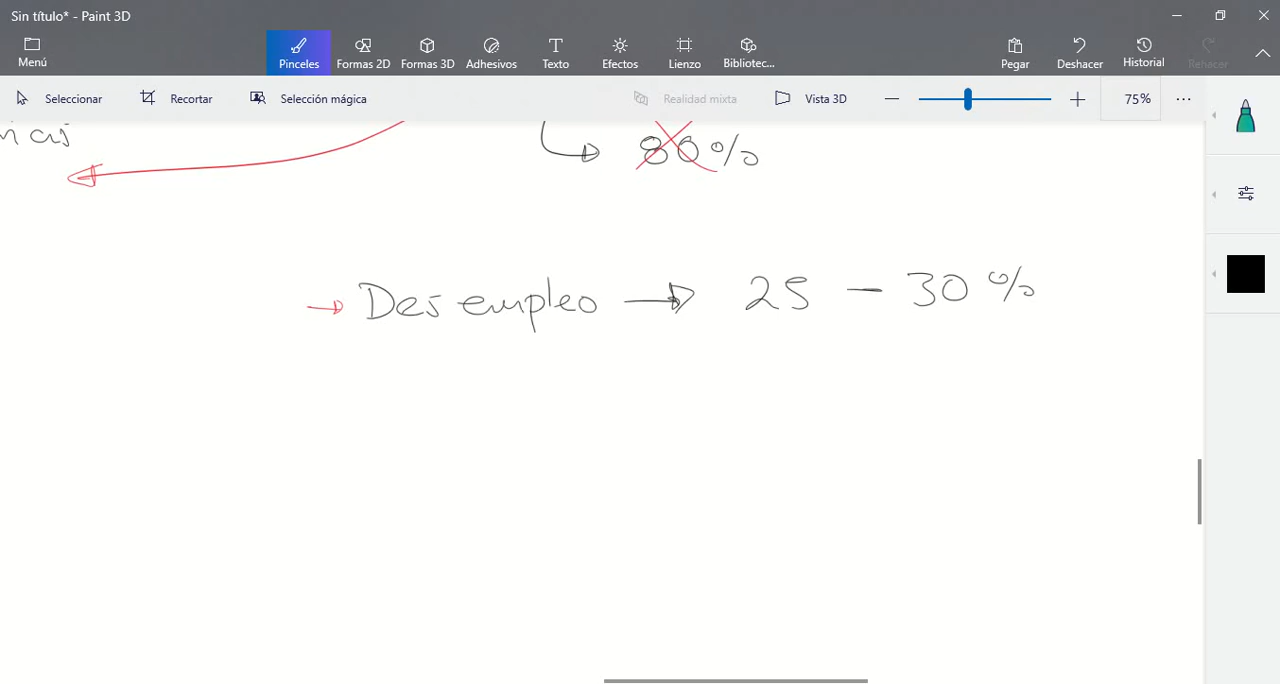 Sin título* - Paint 3D
Menú
Pinceles
Formas 2D
Formas 3D
Adhesivos
Texto
Efectos
Lienzo
Bibliotec...
Pegar
Deshacer
Historial
Rehacer
Seleccionar
Recortar
Selección mágica
Realidad mixta
Vista 3D
75%
80%
Desempleo → 25 – 30 %